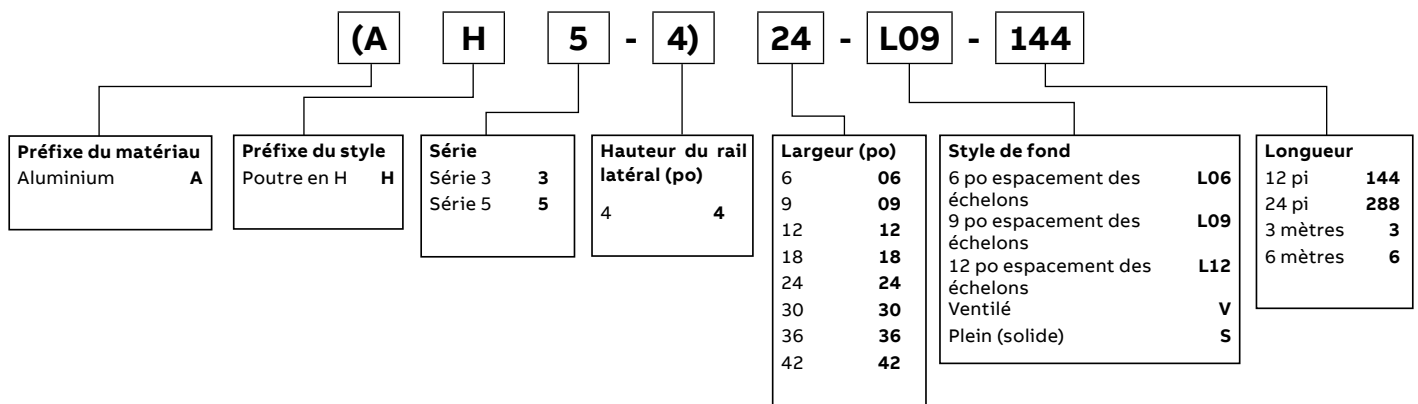 (A H 5 - 4) 24 - L09 - 144
Préfixe du matériau
Aluminium A
Préfixe du style
Poutre en H H
Série
Série 3 3
Série 5 5
Hauteur du rail
latéral (po)
4 4
Largeur (po)
6 06
9 09
12 12
18 18
24 24
30 30
36 36
42 42
Style de fond
6 po espacement des L06
échelons
9 po espacement des L09
échelons
12 po espacement des L12
échelons
Ventilé V
Plein (solide) S
Longueur
12 pi 144
24 pi 288
3 mètres 3
6 mètres 6